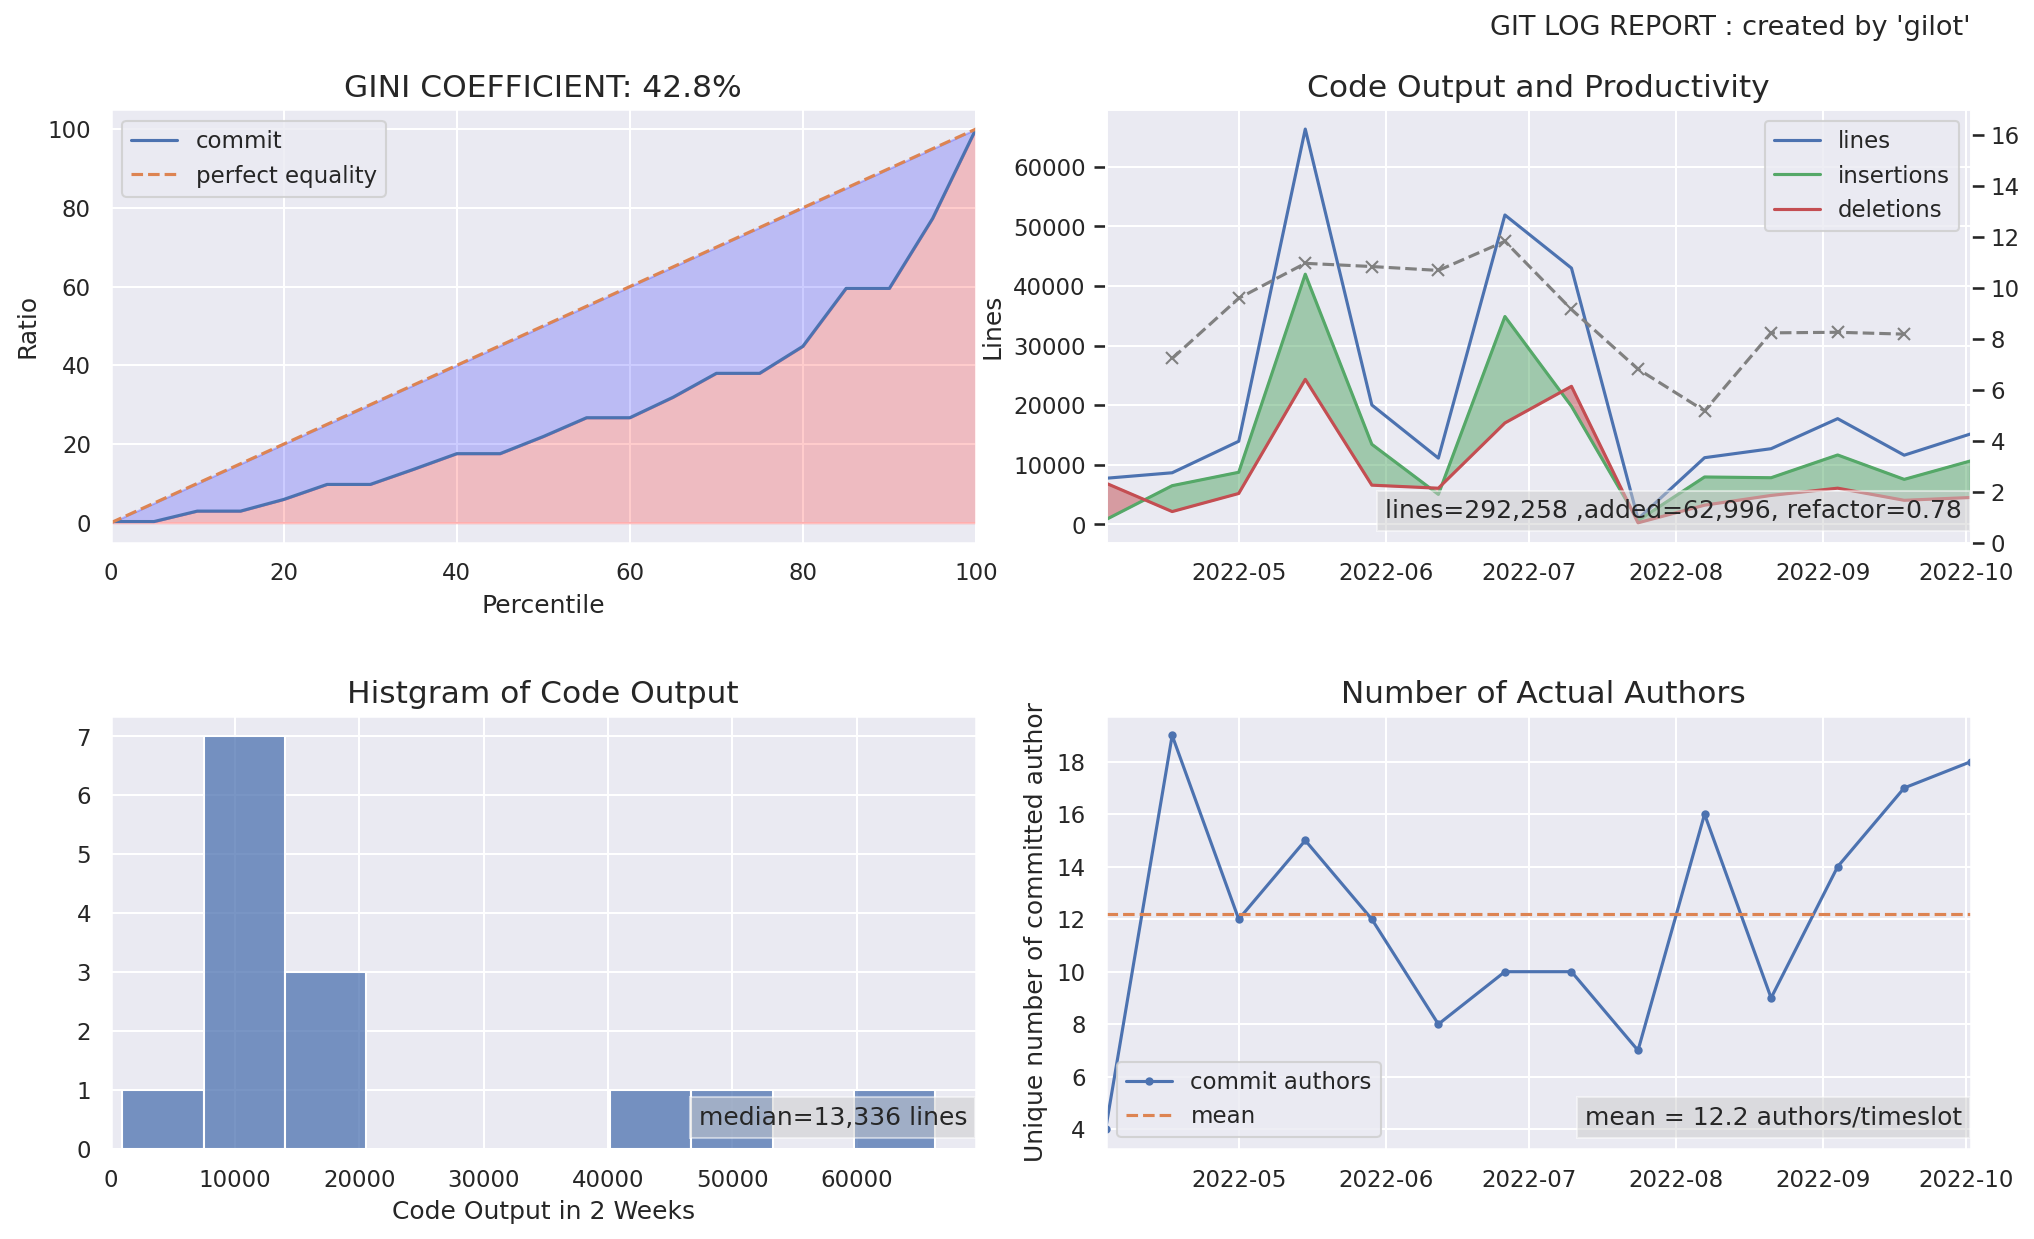 GIT LOG REPORT : created by 'gilot'
GINI COEFFICIENT: 42.8%
Ratio
100
80
60
40
20
0
commit
perfect equality
0 20 40 60 80 100
Percentile
Code Output and Productivity
Lines
60000
50000
40000
30000
20000
10000
0
lines
insertions
deletions
16
14
12
10
8
6
4
2
0
lines=292,258 ,added=62,996, refactor=0.78
2022-05 2022-06 2022-07 2022-08 2022-09 2022-10
Histgram of Code Output
7
6
5
4
3
2
1
0
median=13,336 lines
0 10000 20000 30000 40000 50000 60000
Code Output in 2 Weeks
Number of Actual Authors
Unique number of committed author
18
16
14
12
10
8
6
4
commit authors
mean
mean = 12.2 authors/timeslot
2022-05 2022-06 2022-07 2022-08 2022-09 2022-10